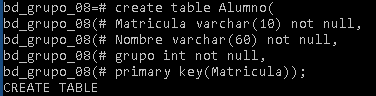 bd_grupo_08=# create table Alumno(
bd_grupo_08(# Matricula varchar(10) not null,
bd_grupo_08(# Nombre varchar(60) not null,
bd_grupo_08(# grupo int not null,
bd_grupo_08(# primary key(Matricula));
CREATE TABLE